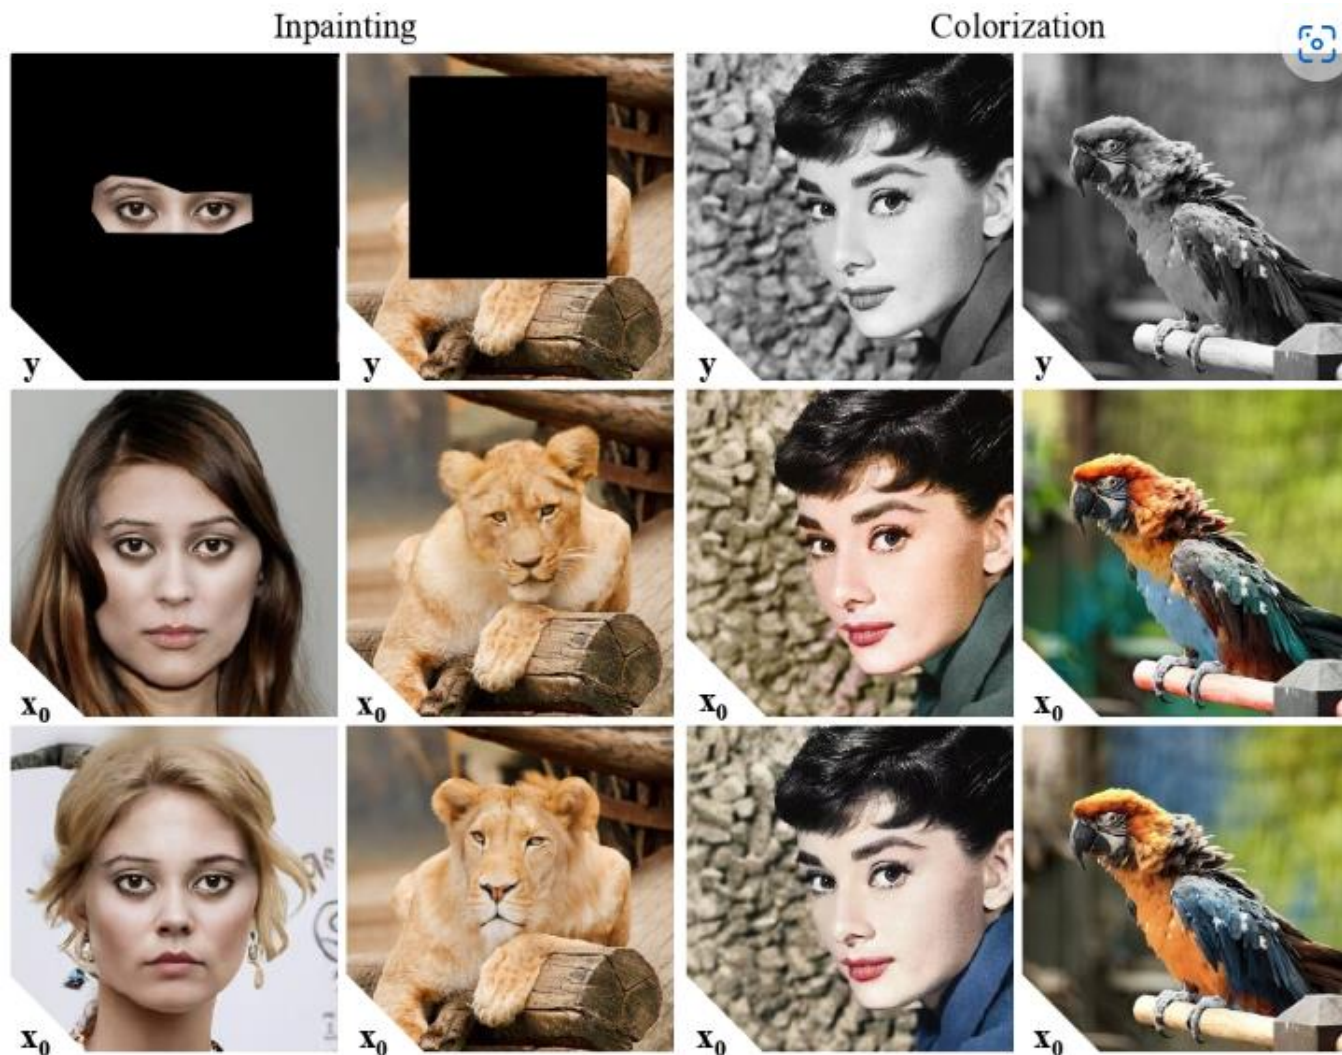 Inpainting Colorization
y y y y
x₀ x₀ x₀ x₀
x₀ x₀ x₀ x₀